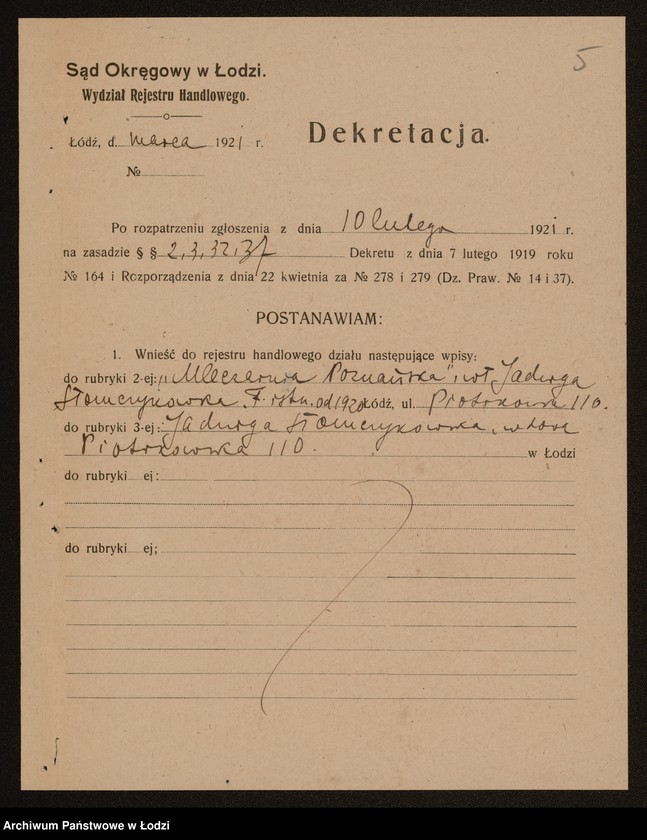 5
Sąd Okręgowy w Łodzi.
Wydział Rejestru Handlowego.
Łódź, d. marca 1921 r.
Dekretacja.
№
Po rozpatrzeniu zgłoszenia z dnia 10 lutego 1921 r.
na zasadzie § § 2, 3, 32, 37 Dekretu z dnia 7 lutego 1919 roku
№ 164 i Rozporządzenia z dnia 22 kwietnia za № 278 i 279 (Dz. Praw. № 14 i 37).
POSTANAWIAM:
1. Wnieść do rejestru handlowego działu następujące wpisy:
do rubryki 2-ej: „Mleczarnia Poznańska", wł. Jadwiga
Słomczykowska. F. istn. od 1920 Łódź, ul. Piotrkowska 110.
do rubryki 3-ej: Jadwiga Słomczykowska, wdowa
Piotrkowska 110. w Łodzi
do rubryki ej:
do rubryki ej;
Archiwum Państwowe w Łodzi